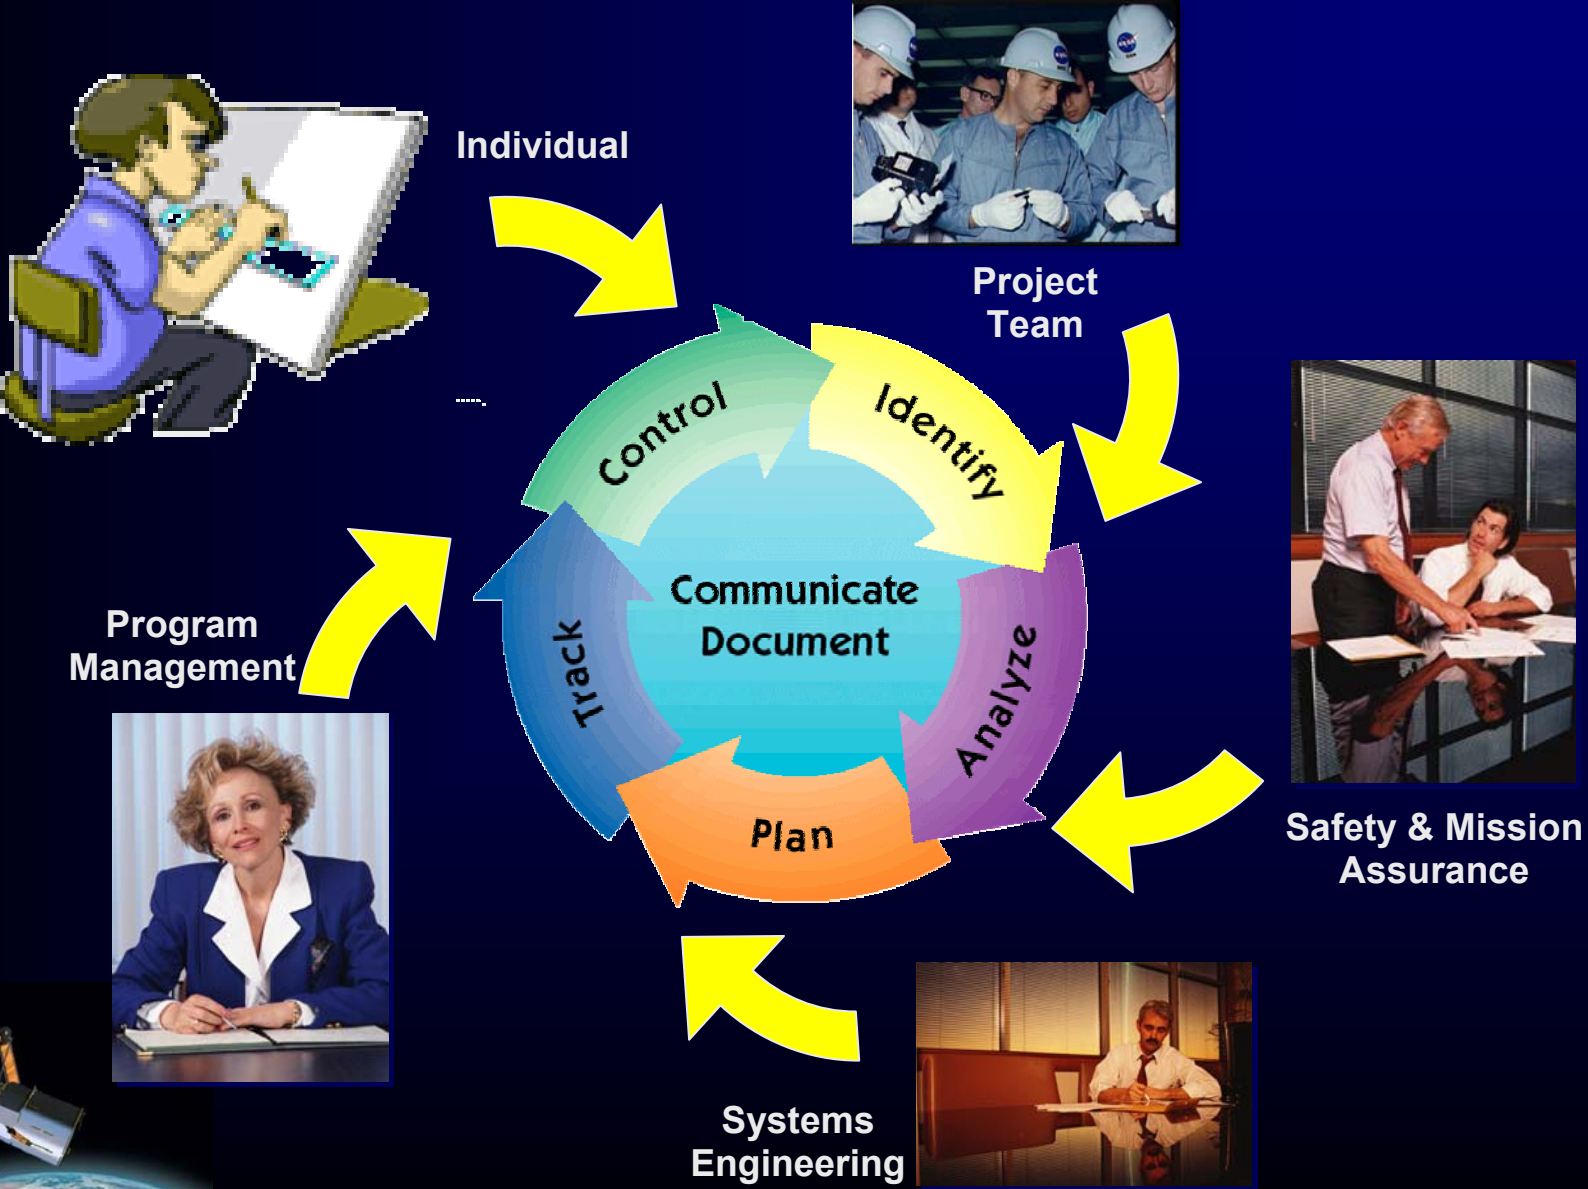 Individual
Project
Team
Control
Identify
Communicate
Document
Track
Analyze
Plan
Program
Management
Safety & Mission
Assurance
Systems
Engineering